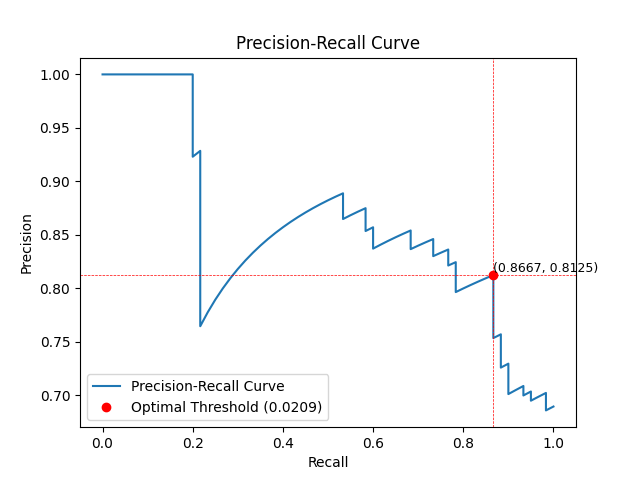 Precision-Recall Curve
1.00
0.95
0.90
0.85
0.80
0.75
0.70
Precision
(0.8667, 0.8125)
Precision-Recall Curve
Optimal Threshold (0.0209)
0.0
0.2
0.4
0.6
0.8
1.0
Recall